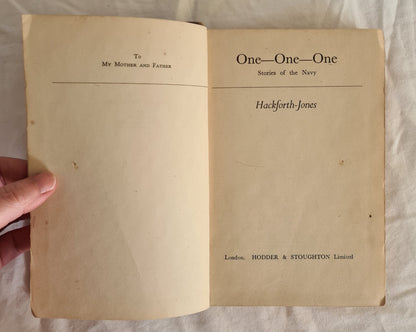 To
My Mother and Father
One—One—One
Stories of the Navy
Hackforth-Jones
London. HODDER & STOUGHTON Limited